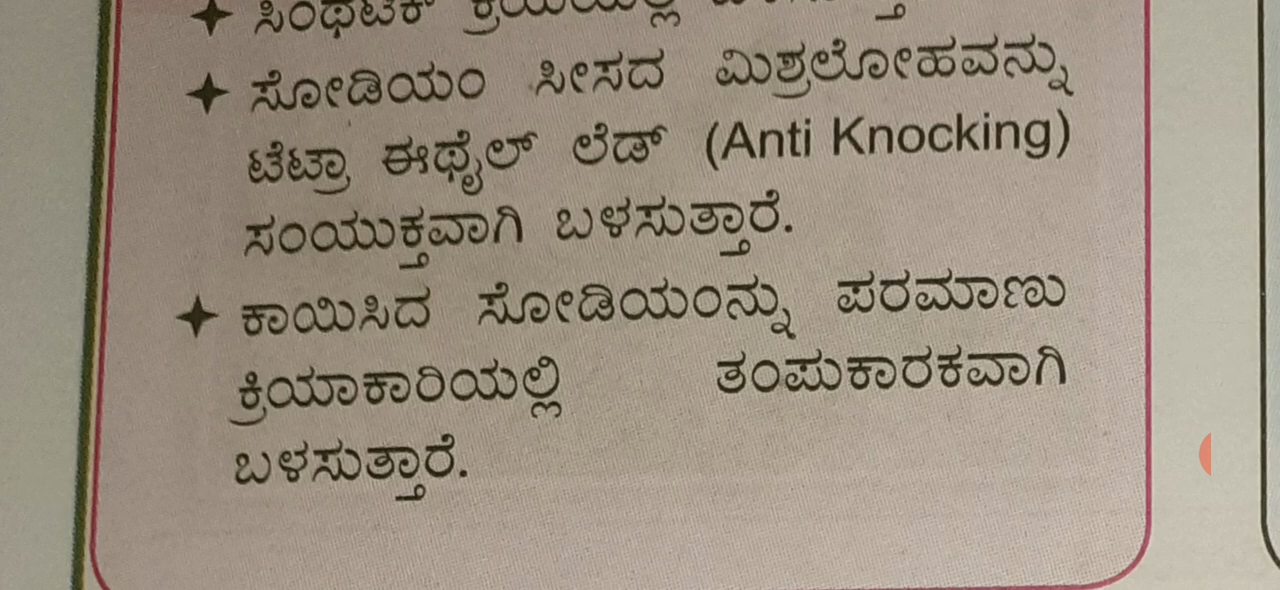 ಸೋಡಿಯಂ ಸೀಸದ ಮಿಶ್ರಲೋಹವನ್ನು
ಟೆಟ್ರಾ ಈಥೈಲ್ ಲೆಡ್ (Anti Knocking)
ಸಂಯುಕ್ತವಾಗಿ ಬಳಸುತ್ತಾರೆ.
ಕಾಯಿಸಿದ ಸೋಡಿಯಂನ್ನು ಪರಮಾಣು
ಕ್ರಿಯಾಕಾರಿಯಲ್ಲಿ ತಂಪುಕಾರಕವಾಗಿ
ಬಳಸುತ್ತಾರೆ.